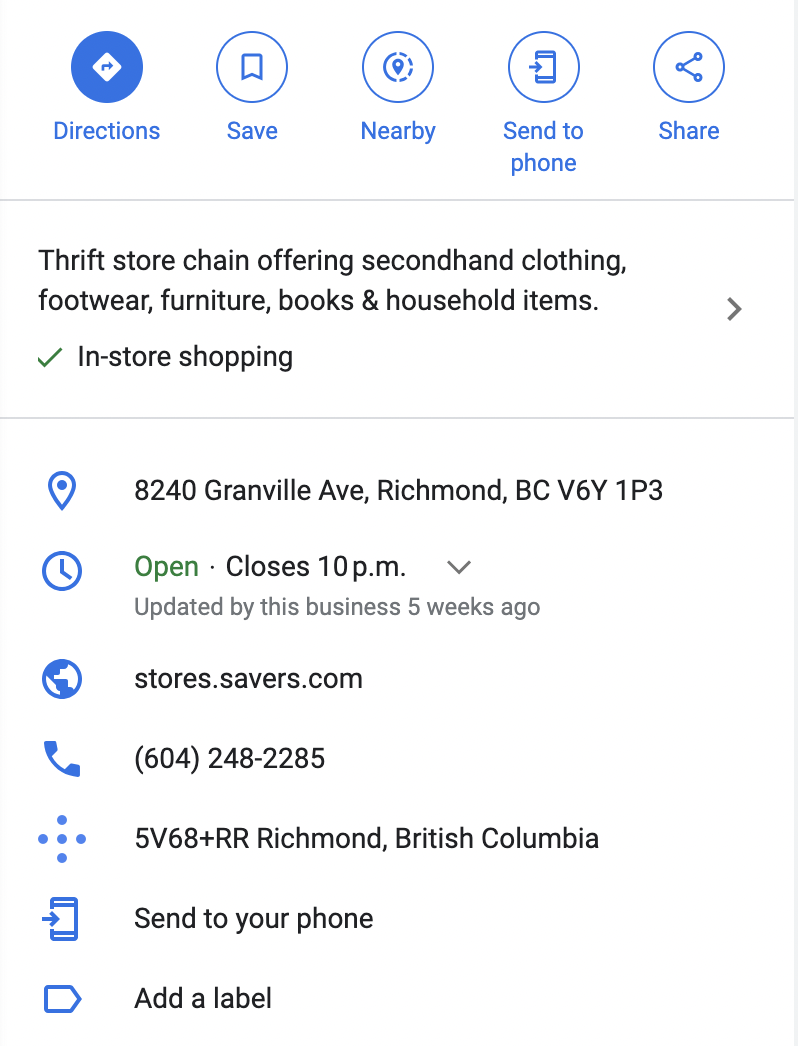 Directions
Save
Nearby
Send to
phone
Share
Thrift store chain offering secondhand clothing,
footwear, furniture, books & household items.
In-store shopping
8240 Granville Ave, Richmond, BC V6Y 1P3
Open · Closes 10 p.m.
Updated by this business 5 weeks ago
stores.savers.com
(604) 248-2285
5V68+RR Richmond, British Columbia
Send to your phone
Add a label